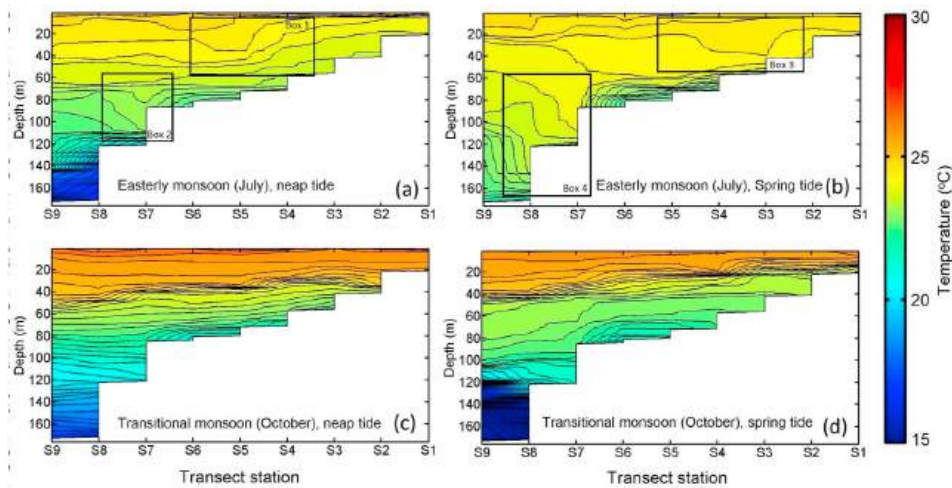 20
40
60
80
100
120
140
160
Depth (m)
Box 1
Box 2
Easterly monsoon (July), neap tide
(a)
S9 S8 S7 S6 S5 S4 S3 S2 S1
20
40
60
80
100
120
140
160
Depth (m)
Box 3
Box 4
Easterly monsoon (July), Spring tide
(b)
S9 S8 S7 S6 S5 S4 S3 S2 S1
20
40
60
80
100
120
140
160
Depth (m)
Transitional monsoon (October), neap tide
(c)
S9 S8 S7 S6 S5 S4 S3 S2 S1
Transect station
20
40
60
80
100
120
140
160
Depth (m)
Transitional monsoon (October), spring tide
(d)
S9 S8 S7 S6 S5 S4 S3 S2 S1
Transect station
30
25
20
15
Temperature (°C)